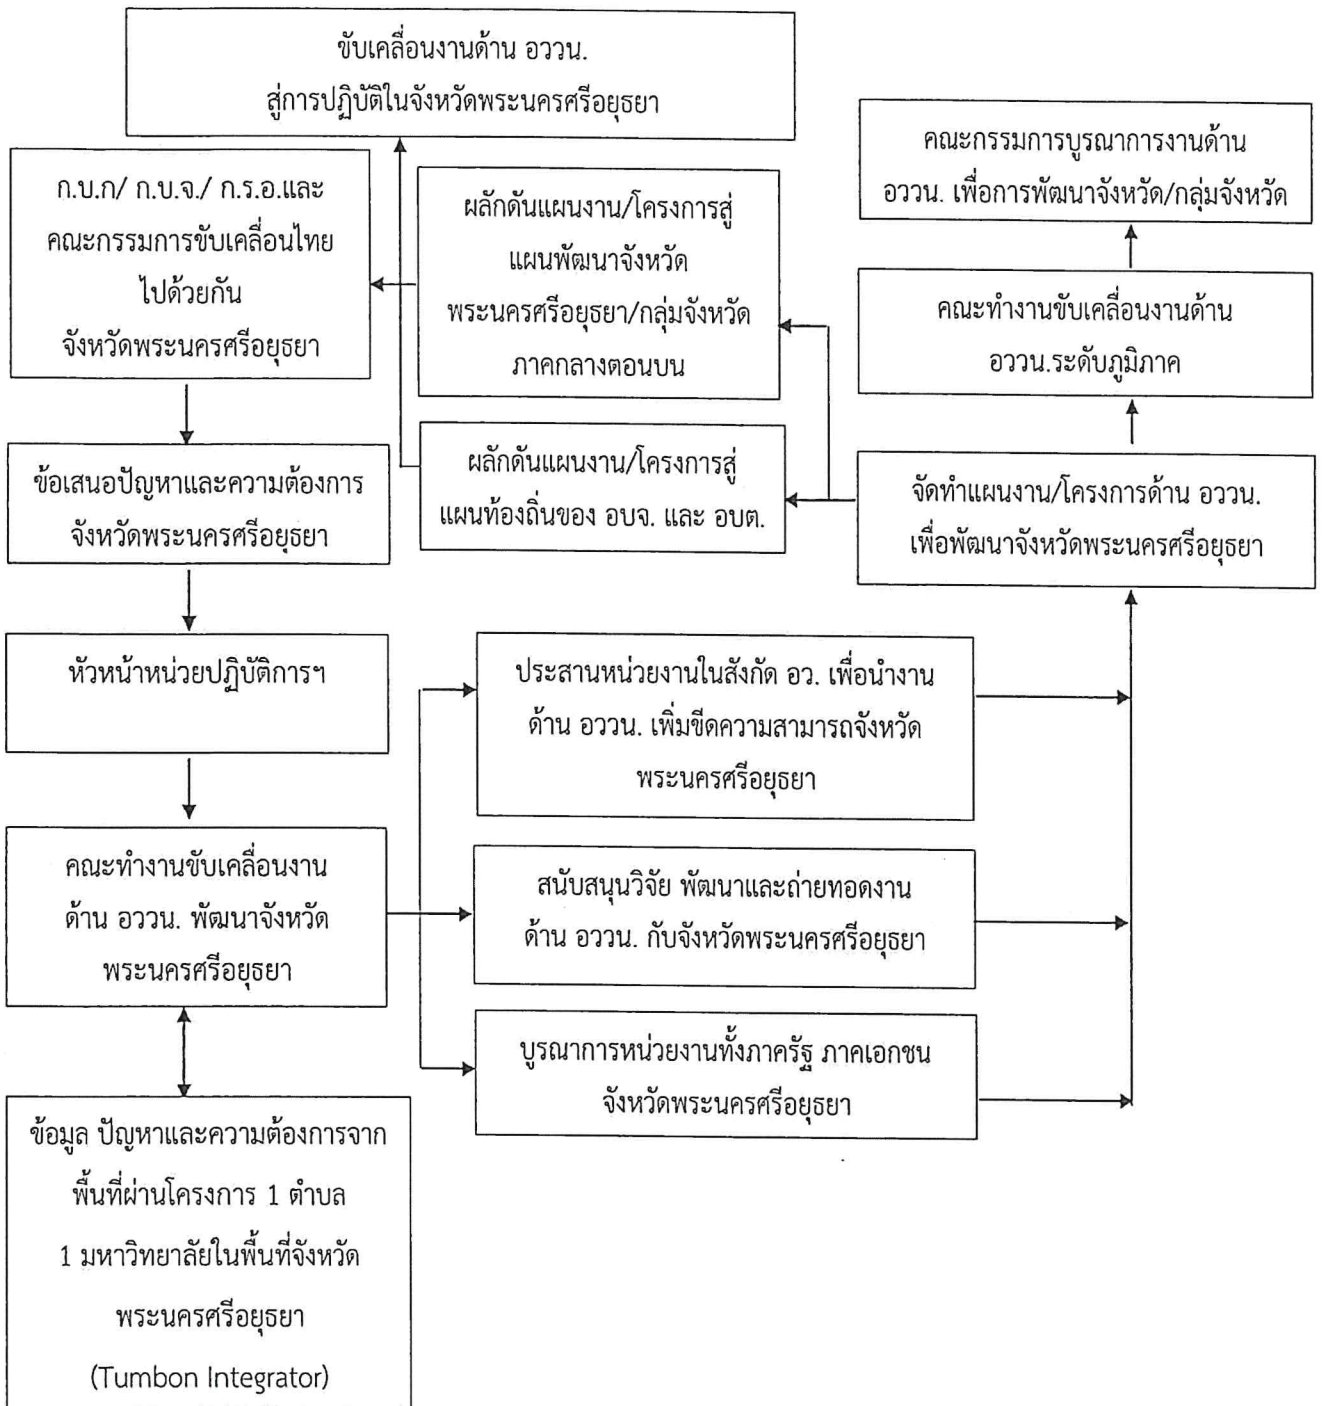 ขับเคลื่อนงานด้าน อววน.
สู่การปฏิบัติในจังหวัดพระนครศรีอยุธยา
ก.บ.ก/ ก.บ.จ./ ก.ร.อ.และ
คณะกรรมการขับเคลื่อนไทย
ไปด้วยกัน
จังหวัดพระนครศรีอยุธยา
ผลักดันแผนงาน/โครงการสู่
แผนพัฒนาจังหวัด
พระนครศรีอยุธยา/กลุ่มจังหวัด
ภาคกลางตอนบน
คณะกรรมการบูรณาการงานด้าน
อววน. เพื่อการพัฒนาจังหวัด/กลุ่มจังหวัด
คณะทำงานขับเคลื่อนงานด้าน
อววน.ระดับภูมิภาค
ข้อเสนอปัญหาและความต้องการ
จังหวัดพระนครศรีอยุธยา
ผลักดันแผนงาน/โครงการสู่
แผนท้องถิ่นของ อบจ. และ อบต.
จัดทำแผนงาน/โครงการด้าน อววน.
เพื่อพัฒนาจังหวัดพระนครศรีอยุธยา
หัวหน้าหน่วยปฏิบัติการฯ
ประสานหน่วยงานในสังกัด อว. เพื่อนำงาน
ด้าน อววน. เพิ่มขีดความสามารถจังหวัด
พระนครศรีอยุธยา
คณะทำงานขับเคลื่อนงาน
ด้าน อววน. พัฒนาจังหวัด
พระนครศรีอยุธยา
สนับสนุนวิจัย พัฒนาและถ่ายทอดงาน
ด้าน อววน. กับจังหวัดพระนครศรีอยุธยา
บูรณาการหน่วยงานทั้งภาครัฐ ภาคเอกชน
จังหวัดพระนครศรีอยุธยา
ข้อมูล ปัญหาและความต้องการจาก
พื้นที่ผ่านโครงการ 1 ตำบล
1 มหาวิทยาลัยในพื้นที่จังหวัด
พระนครศรีอยุธยา
(Tumbon Integrator)